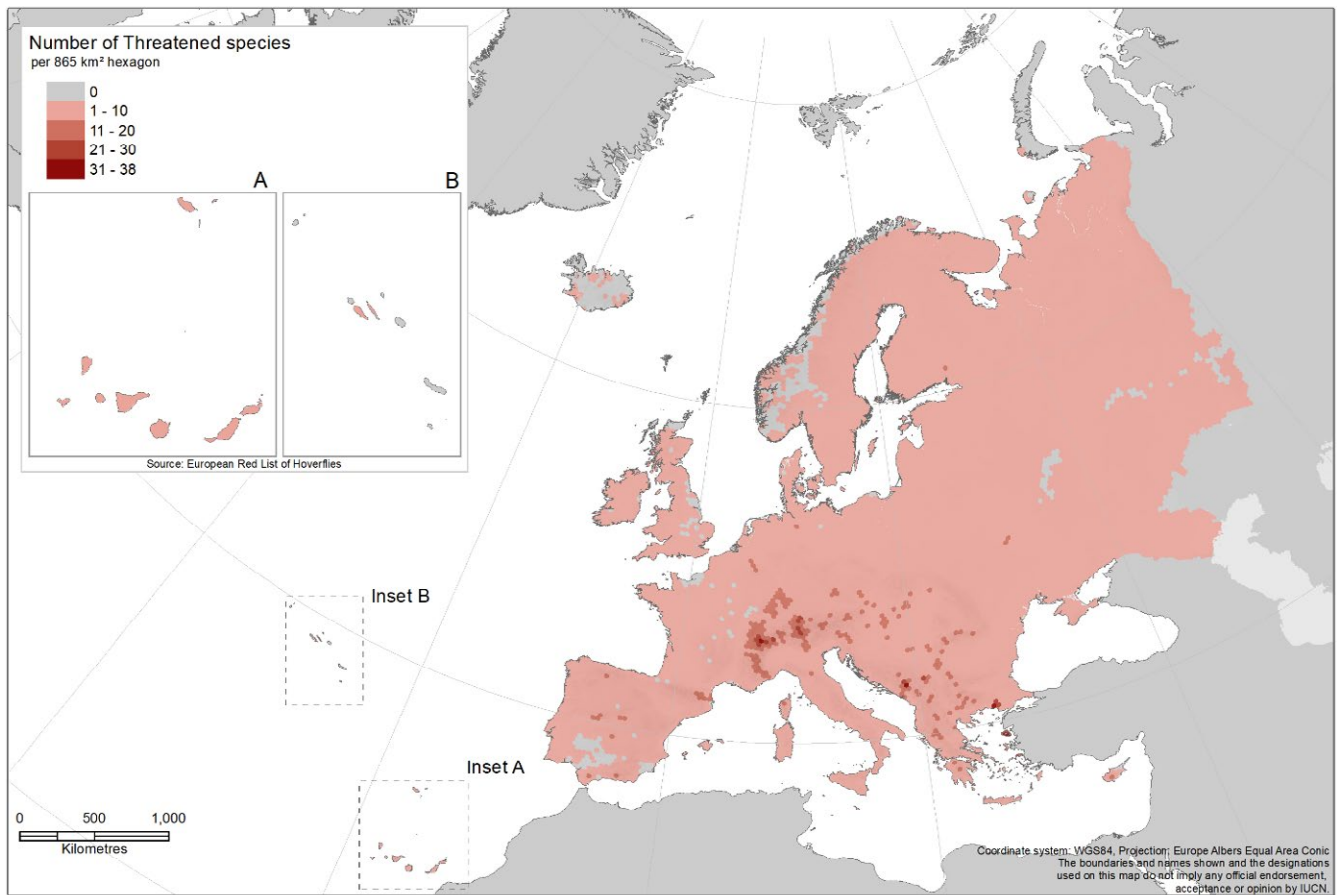 Number of Threatened species
per 865 km² hexagon
0
1 - 10
11 - 20
21 - 30
31 - 38
A
B
Source: European Red List of Hoverflies
Inset B
Inset A
0 500 1,000
Kilometres
Coordinate system: WGS84, Projection: Europe Albers Equal Area Conic
The boundaries and names shown and the designations
used on this map do not imply any official endorsement,
acceptance or opinion by IUCN.